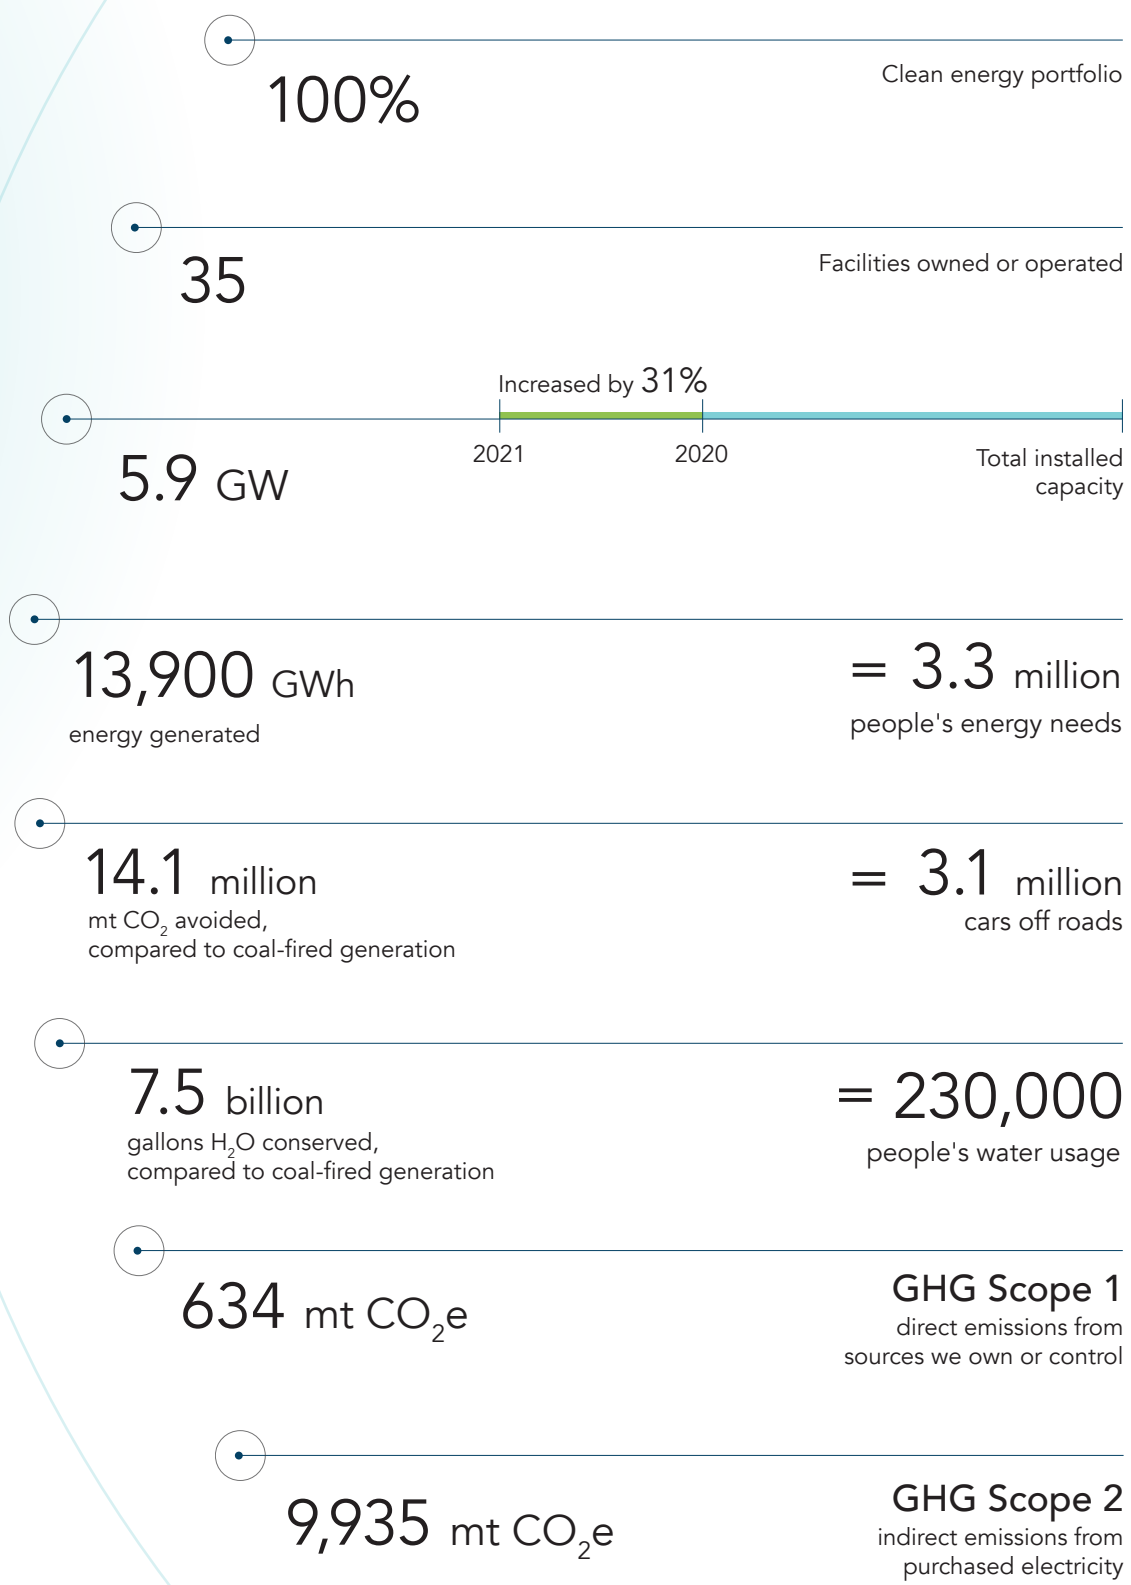 100%
Clean energy portfolio
35
Facilities owned or operated
Increased by 31%
2021
2020
5.9 GW
Total installed
capacity
13,900 GWh
energy generated
= 3.3 million
people's energy needs
14.1 million
mt CO₂ avoided,
compared to coal-fired generation
= 3.1 million
cars off roads
7.5 billion
gallons H₂O conserved,
compared to coal-fired generation
= 230,000
people's water usage
634 mt CO₂e
GHG Scope 1
direct emissions from
sources we own or control
9,935 mt CO₂e
GHG Scope 2
indirect emissions from
purchased electricity